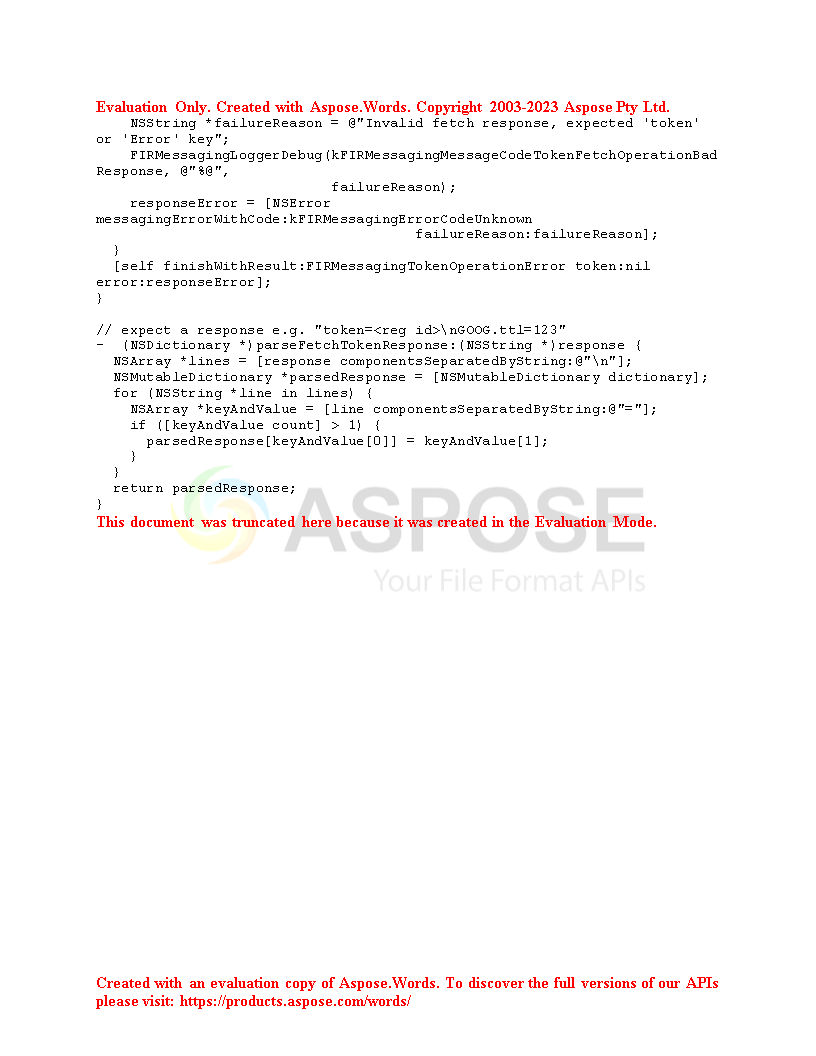 Evaluation Only. Created with Aspose.Words. Copyright 2003-2023 Aspose Pty Ltd.
    NSString *failureReason = @"Invalid fetch response, expected 'token'
or 'Error' key";
    FIRMessagingLoggerDebug(kFIRMessagingMessageCodeTokenFetchOperationBad
Response, @"%@",
                            failureReason);
    responseError = [NSError
messagingErrorWithCode:kFIRMessagingErrorCodeUnknown
                                      failureReason:failureReason];
  }
  [self finishWithResult:FIRMessagingTokenOperationError token:nil
error:responseError];
}

// expect a response e.g. "token=<reg id>\nGOOG.ttl=123"
- (NSDictionary *)parseFetchTokenResponse:(NSString *)response {
  NSArray *lines = [response componentsSeparatedByString:@"\n"];
  NSMutableDictionary *parsedResponse = [NSMutableDictionary dictionary];
  for (NSString *line in lines) {
    NSArray *keyAndValue = [line componentsSeparatedByString:@"="];
    if ([keyAndValue count] > 1) {
      parsedResponse[keyAndValue[0]] = keyAndValue[1];
    }
  }
  return parsedResponse;
}
This document was truncated here because it was created in the Evaluation Mode.
ASPOSE
Your File Format APIs
Created with an evaluation copy of Aspose.Words. To discover the full versions of our APIs
please visit: https://products.aspose.com/words/